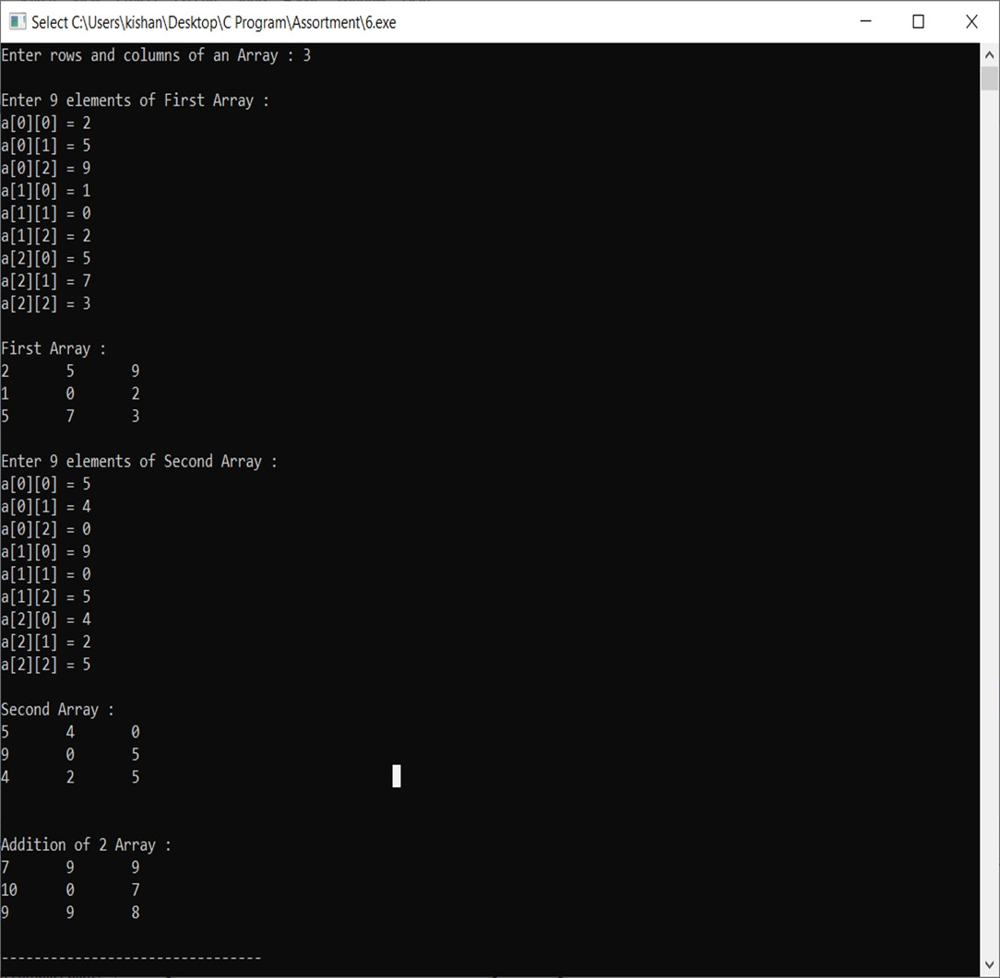 Select C:\Users\kishan\Desktop\C Program\Assortment\6.exe
Enter rows and columns of an Array : 3
Enter 9 elements of First Array :
a[0][0] = 2
a[0][1] = 5
a[0][2] = 9
a[1][0] = 1
a[1][1] = 0
a[1][2] = 2
a[2][0] = 5
a[2][1] = 7
a[2][2] = 3
First Array :
2 5 9
1 0 2
5 7 3
Enter 9 elements of Second Array :
a[0][0] = 5
a[0][1] = 4
a[0][2] = 0
a[1][0] = 9
a[1][1] = 0
a[1][2] = 5
a[2][0] = 4
a[2][1] = 2
a[2][2] = 5
Second Array :
5 4 0
9 0 5
4 2 5
Addition of 2 Array :
7 9 9
10 0 7
9 9 8
--------------------------------